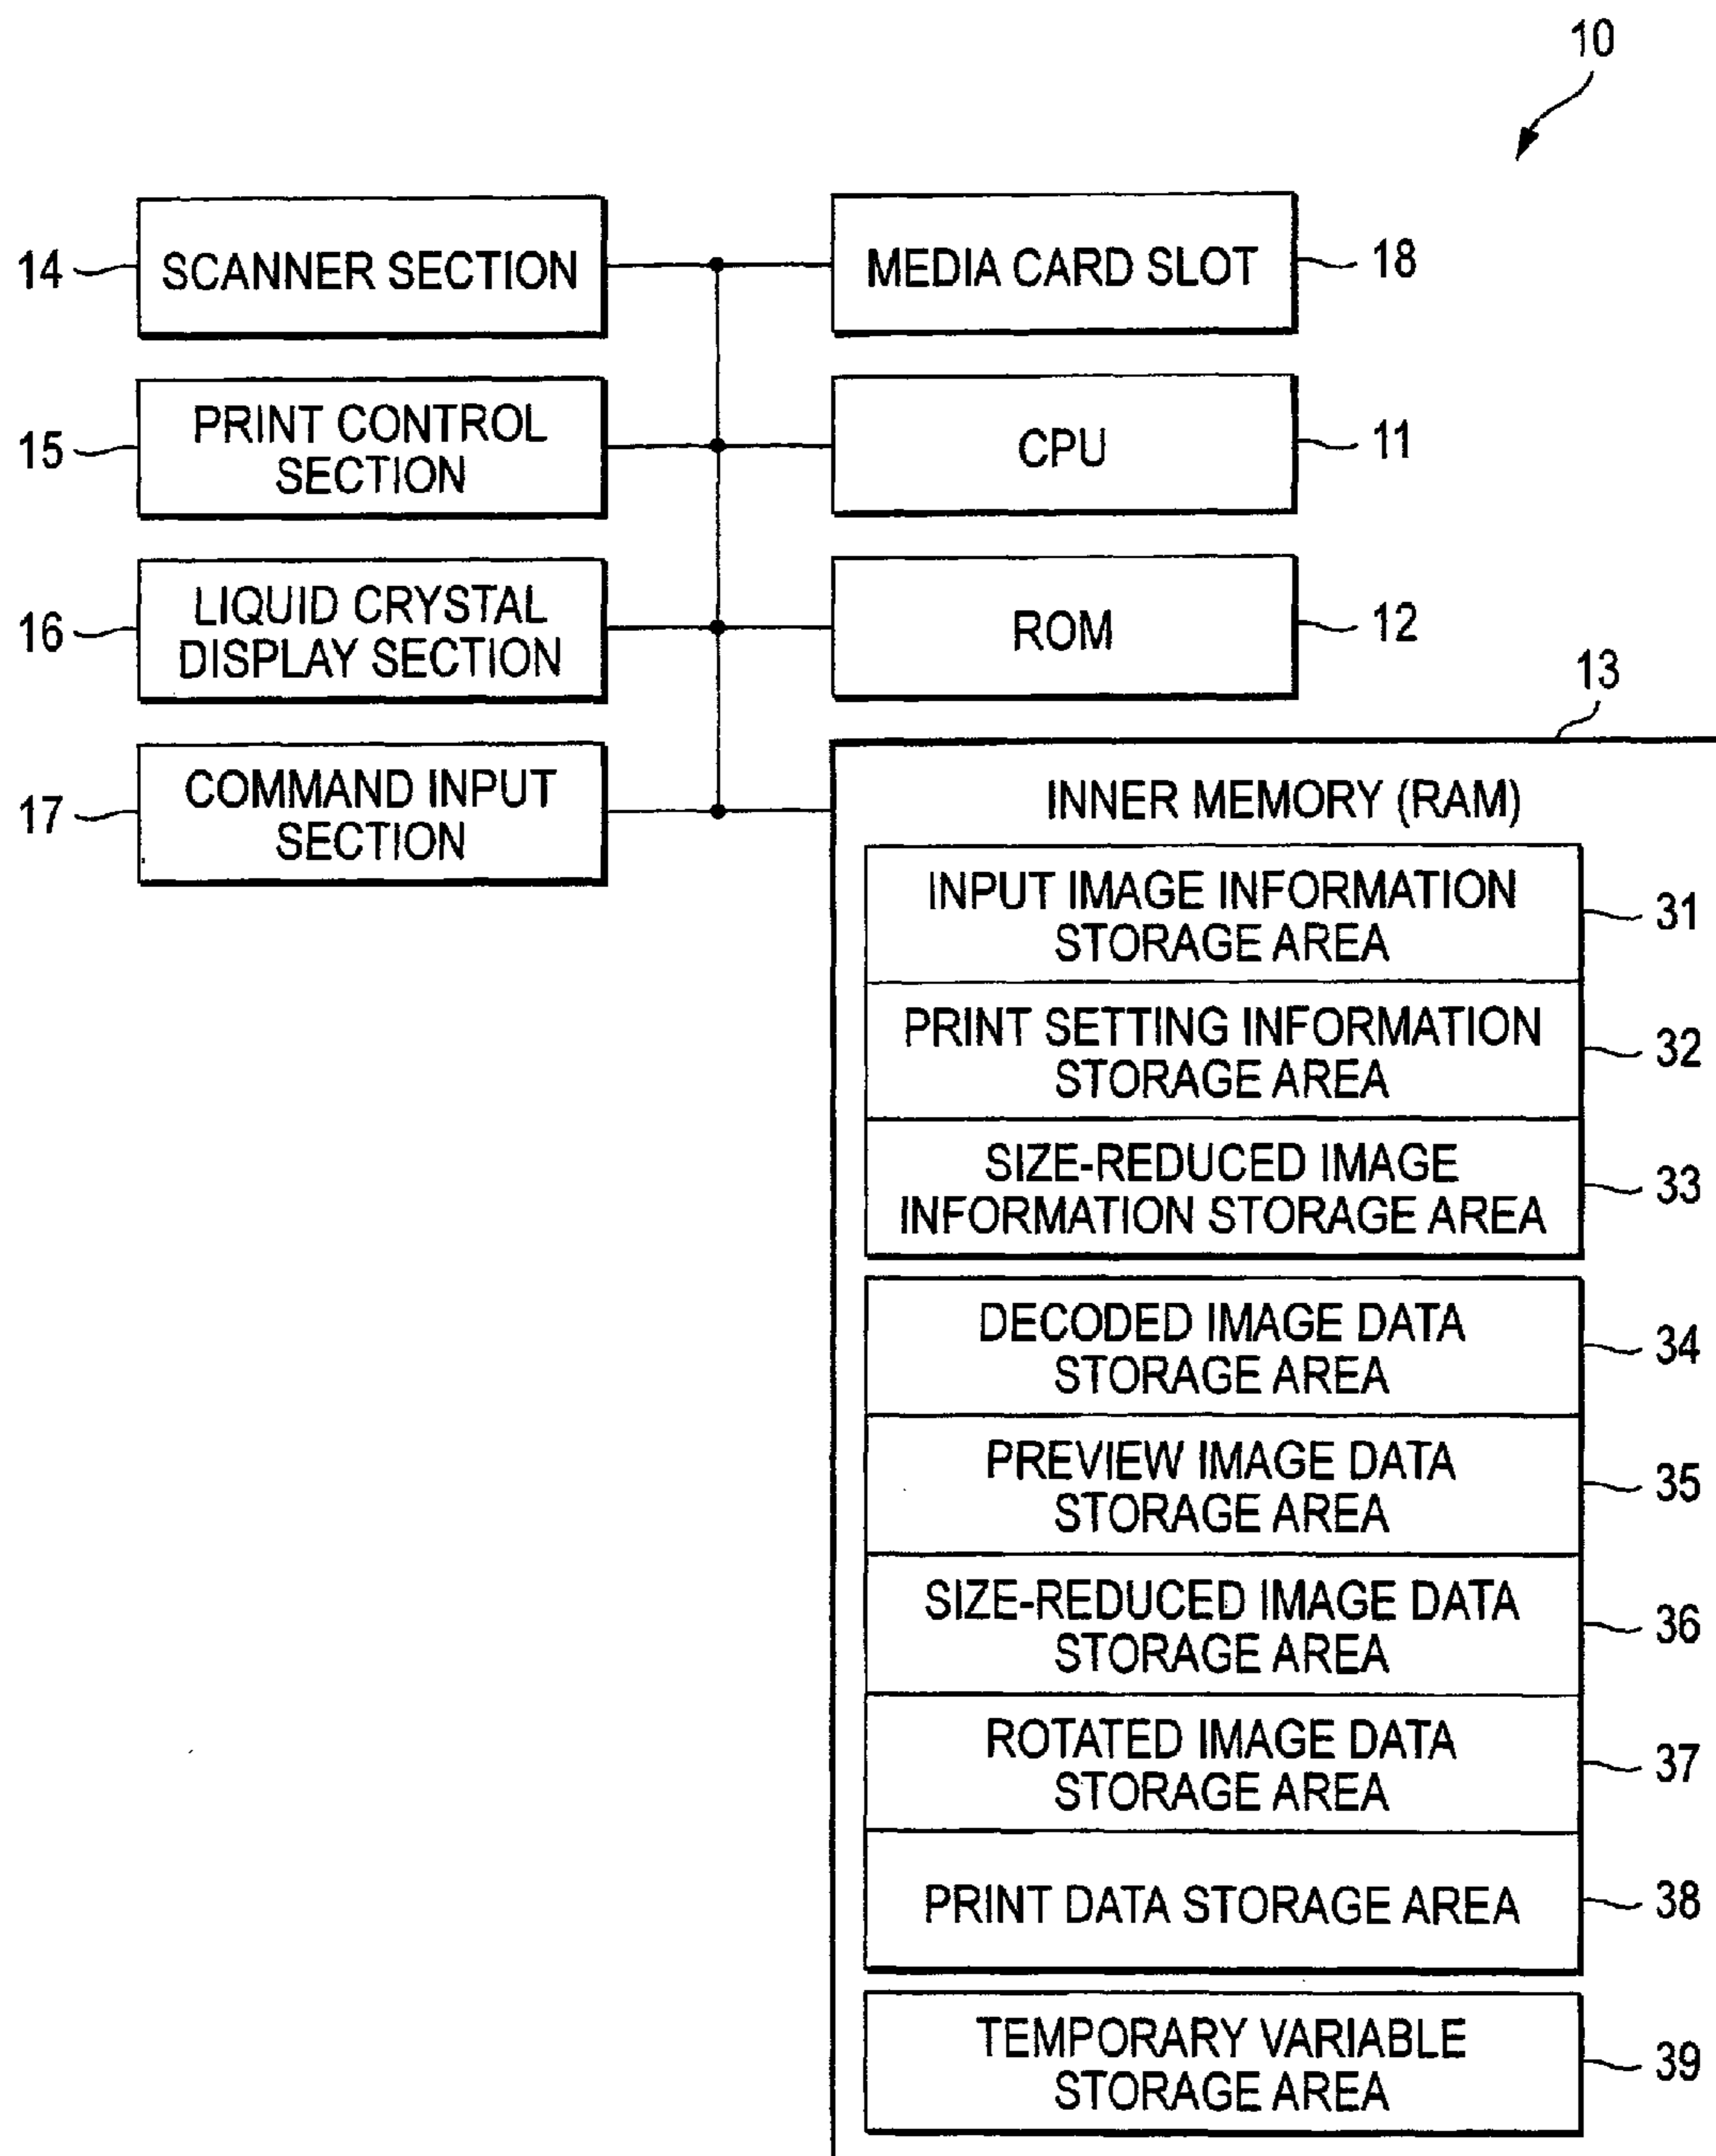 10
14
SCANNER SECTION
MEDIA CARD SLOT
18
15
PRINT CONTROL
SECTION
CPU
11
16
LIQUID CRYSTAL
DISPLAY SECTION
ROM
12
13
17
COMMAND INPUT
SECTION
INNER MEMORY (RAM)
INPUT IMAGE INFORMATION
STORAGE AREA
31
PRINT SETTING INFORMATION
STORAGE AREA
32
SIZE-REDUCED IMAGE
INFORMATION STORAGE AREA
33
DECODED IMAGE DATA
STORAGE AREA
34
PREVIEW IMAGE DATA
STORAGE AREA
35
SIZE-REDUCED IMAGE DATA
STORAGE AREA
36
ROTATED IMAGE DATA
STORAGE AREA
37
PRINT DATA STORAGE AREA
38
TEMPORARY VARIABLE
STORAGE AREA
39